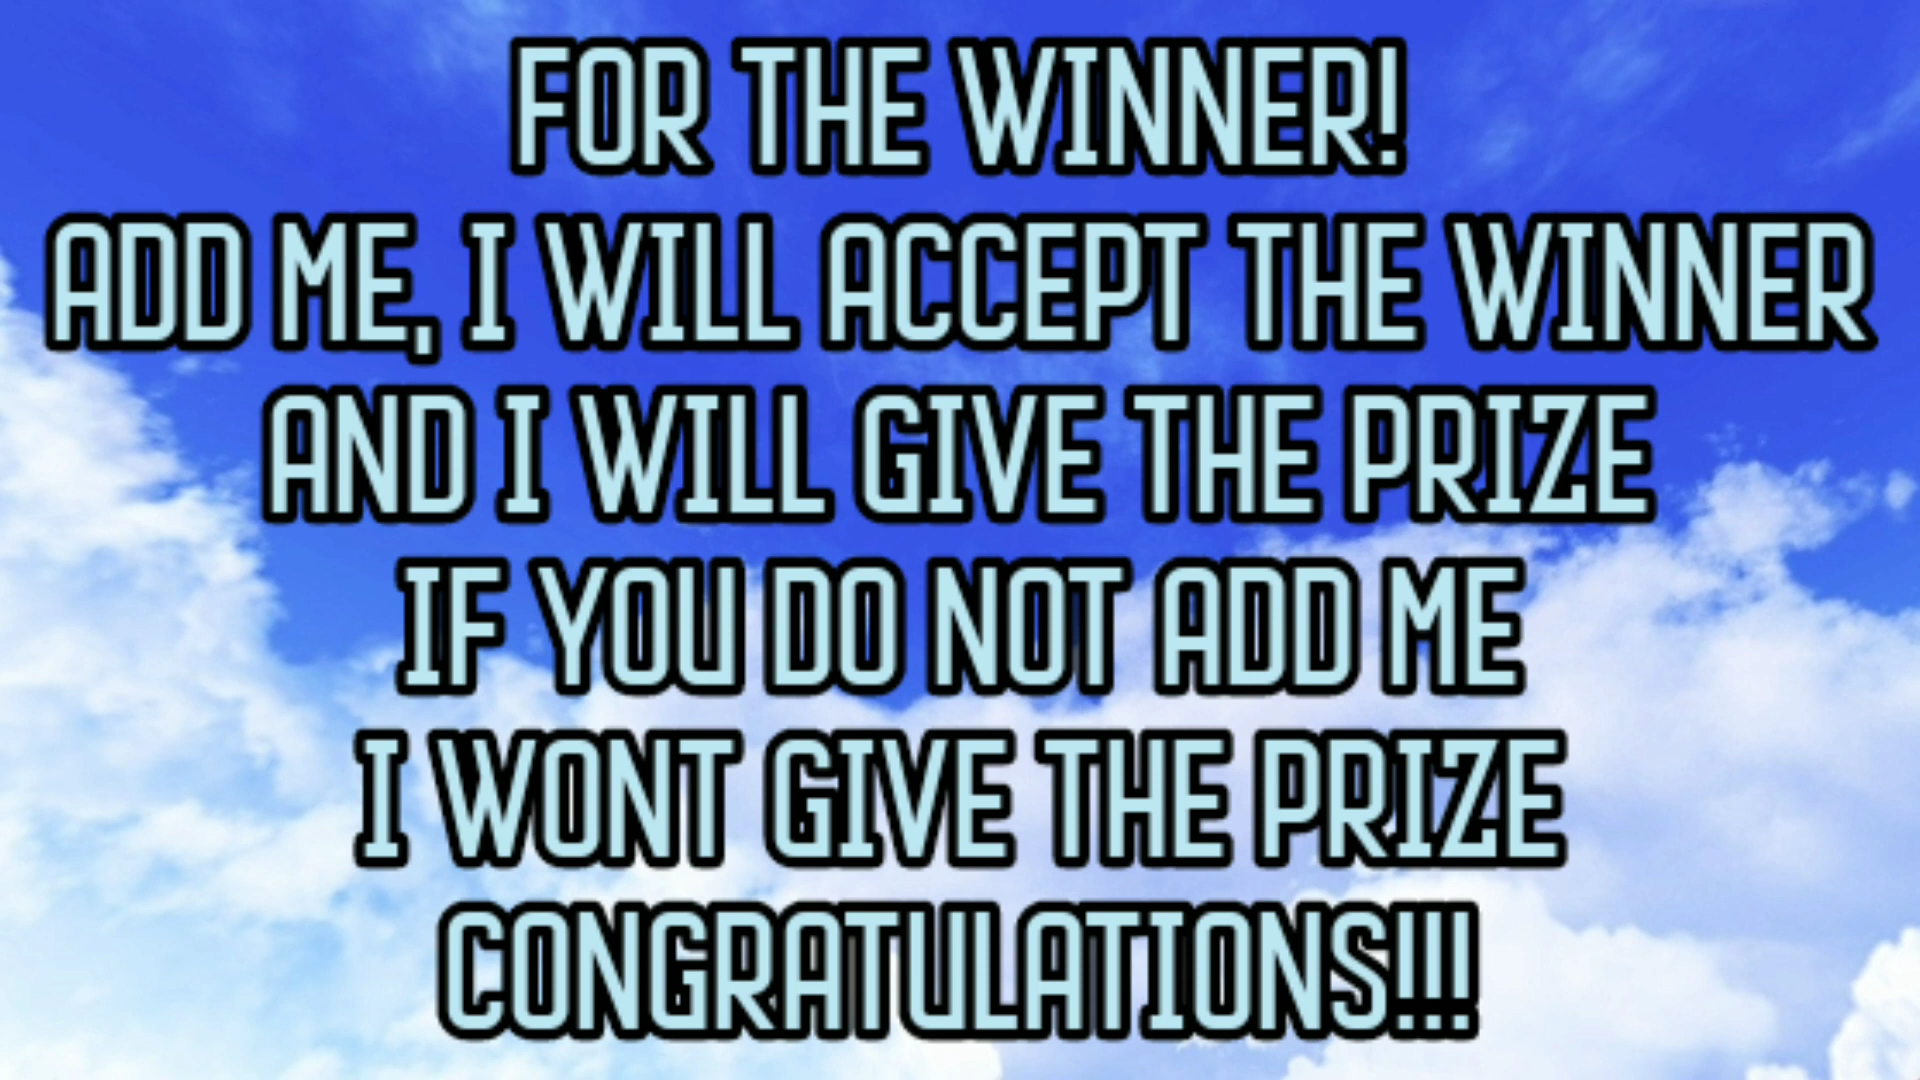 FOR THE WINNER!
ADD ME, I WILL ACCEPT THE WINNER
AND I WILL GIVE THE PRIZE
IF YOU DO NOT ADD ME
I WONT GIVE THE PRIZE
CONGRATULATIONS!!!